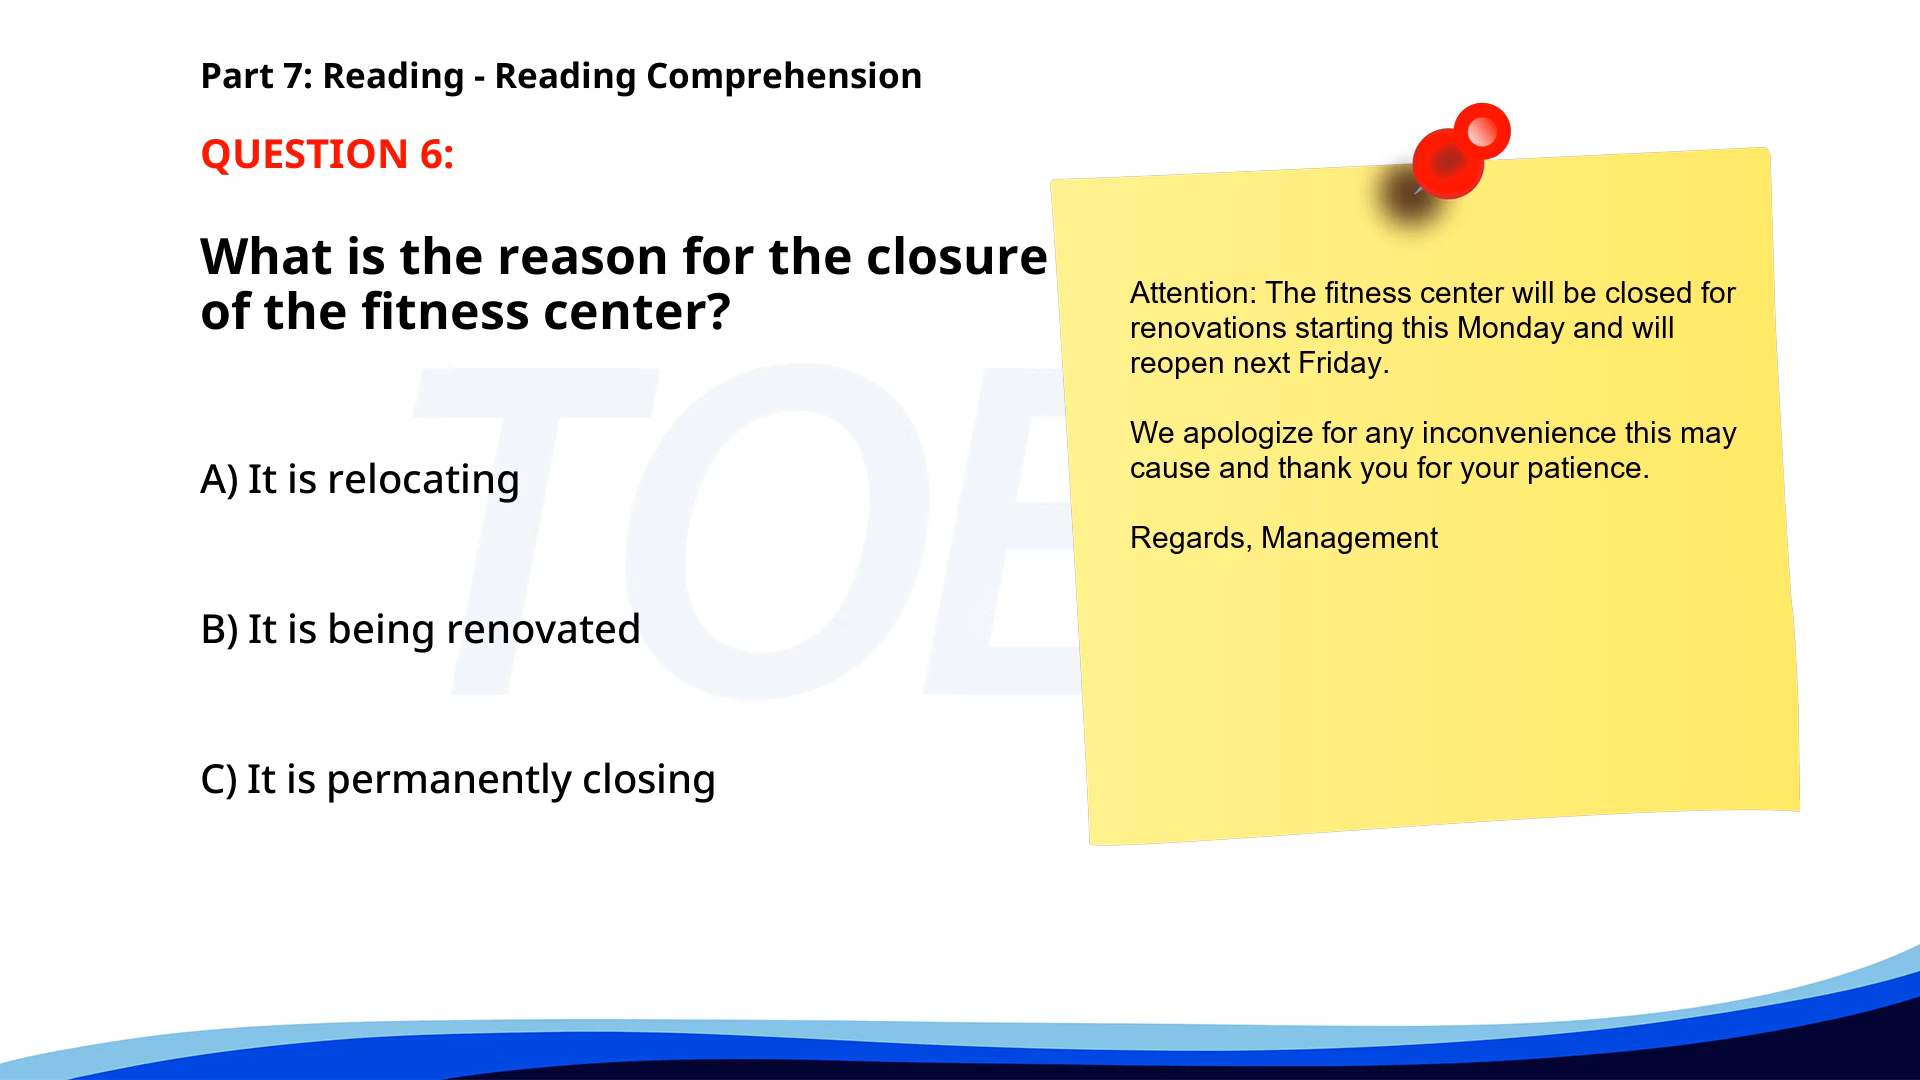 Part 7: Reading - Reading Comprehension
QUESTION 6:
What is the reason for the closure
of the fitness center?
A) It is relocating
B) It is being renovated
C) It is permanently closing
Attention: The fitness center will be closed for
renovations starting this Monday and will
reopen next Friday.
We apologize for any inconvenience this may
cause and thank you for your patience.
Regards, Management
TOE